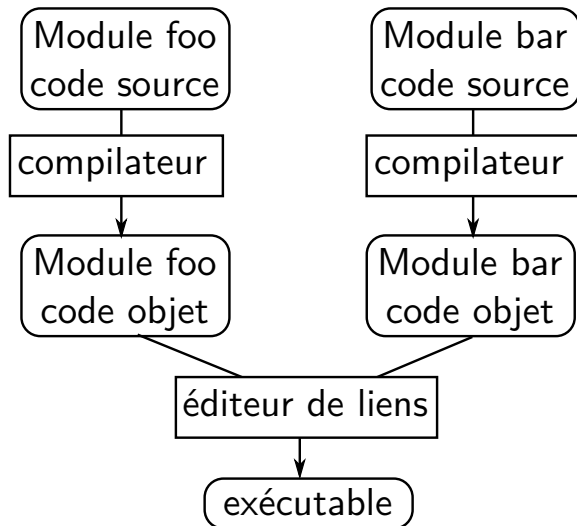 Module foo
code source
Module bar
code source
compilateur
compilateur
Module foo
code objet
Module bar
code objet
éditeur de liens
exécutable